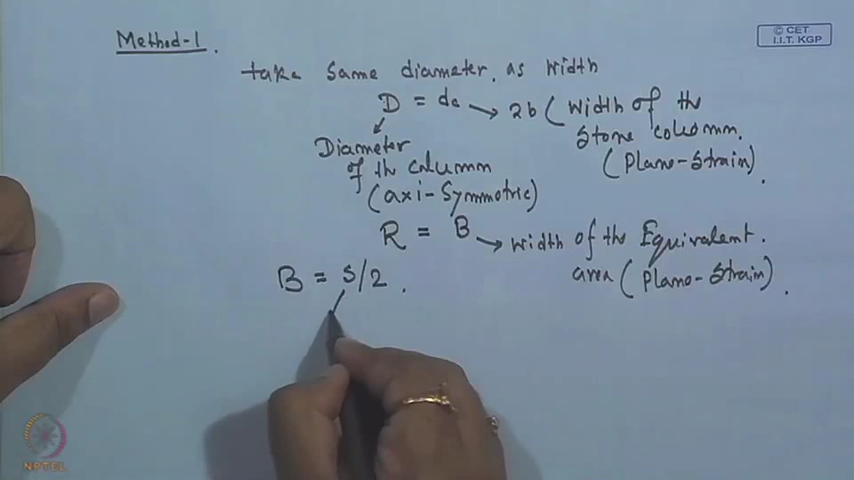 © CET
I.I.T. KGP
Method-1.
take same diameter. as width
D = dc → 2b (width of the
Stone column.
(Plane-Strain).
Diameter
of the column
(axi-Symmetric)
R = B → width of the Equivalent.
area (Plane-Strain).
B = S/2.
NPTEL